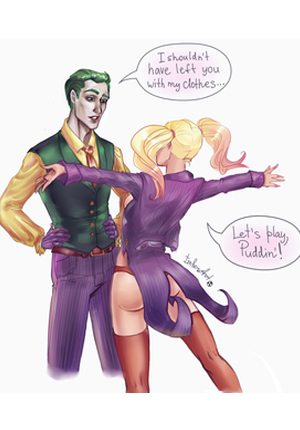 I shouldn't
have left you
with my clothes...
Let's play,
Puddin'!